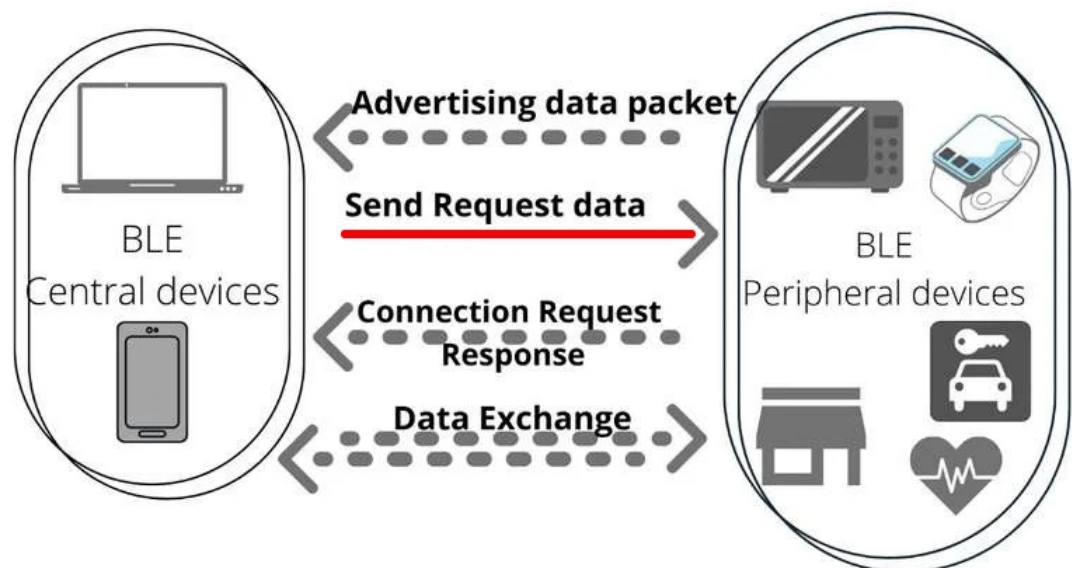 Advertising data packet
Send Request data
BLE
Central devices
BLE
Peripheral devices
Connection Request
Response
Data Exchange